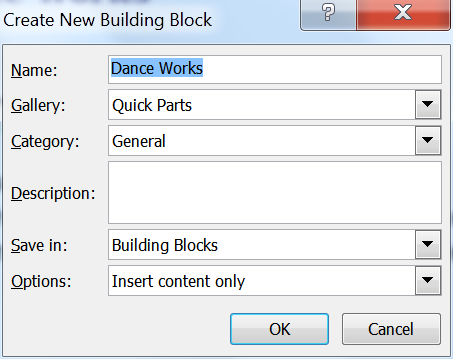 Create New Building Block
?
Name: Dance Works
Gallery: Quick Parts
Category: General
Description:
Save in: Building Blocks
Options: Insert content only
OK Cancel